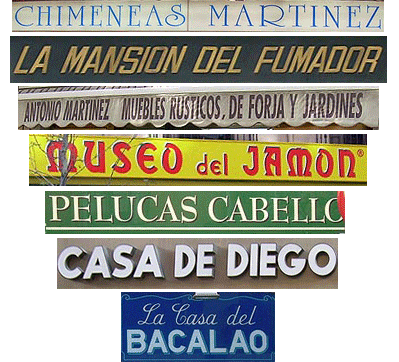 CHIMENEAS MARTINEZ
LA MANSION DEL FUMADOR
ANTONIO MARTINEZ MUEBLES RUSTICOS, DE FORJA Y JARDINES
MUSEO del JAMON®
PELUCAS CABELLO
CASA DE DIEGO
La Casa del
BACALAO